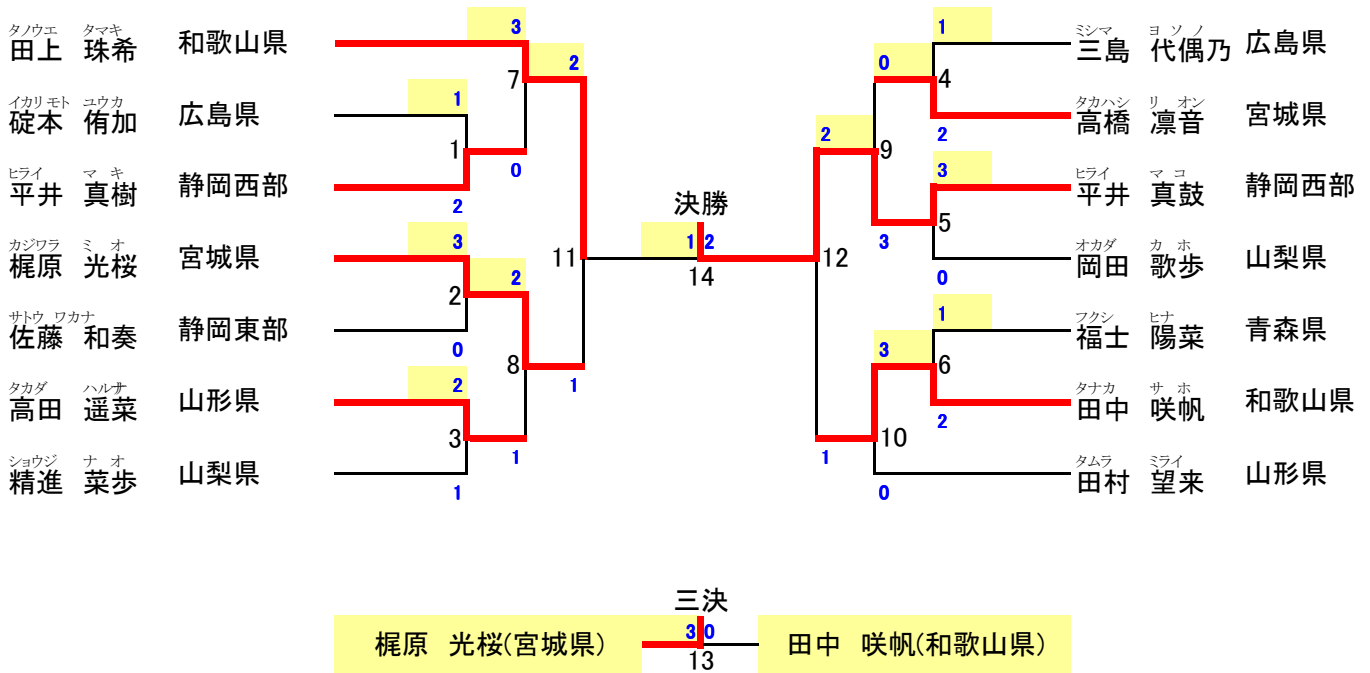 タノウエ タマキ
田上 珠希 和歌山県
イカリモト ユウカ
碇本 侑加 広島県
ヒライ マ キ
平井 真樹 静岡西部
カジワラ ミ オ
梶原 光桜 宮城県
サトウ ワカナ
佐藤 和奏 静岡東部
タカダ ハルナ
高田 遥菜 山形県
ショウジ ナ オ
精進 菜歩 山梨県
3
7
2
1
1
0
2
3
2
2
0
8
2
3
1
1
1
11
決勝
1 2
14
1
0
4
2
2
9
3
5
3
0
12
1
3
6
2
10
1
0
ミシマ ヨ ソ ノ
三島 代偶乃 広島県
タカハシ リ オン
高橋 凛音 宮城県
ヒライ マ コ
平井 真鼓 静岡西部
オカダ カ ホ
岡田 歌歩 山梨県
フクシ ヒナ
福士 陽菜 青森県
タナカ サ ホ
田中 咲帆 和歌山県
タムラ ミライ
田村 望来 山形県
三決
梶原 光桜(宮城県) 3 0 田中 咲帆(和歌山県)
13